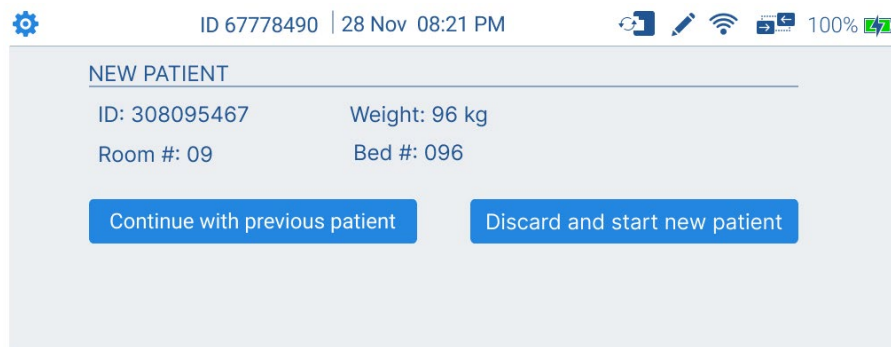 ID 67778490 28 Nov 08:21 PM 100%
NEW PATIENT
ID: 308095467 Weight: 96 kg
Room #: 09 Bed #: 096
Continue with previous patient Discard and start new patient